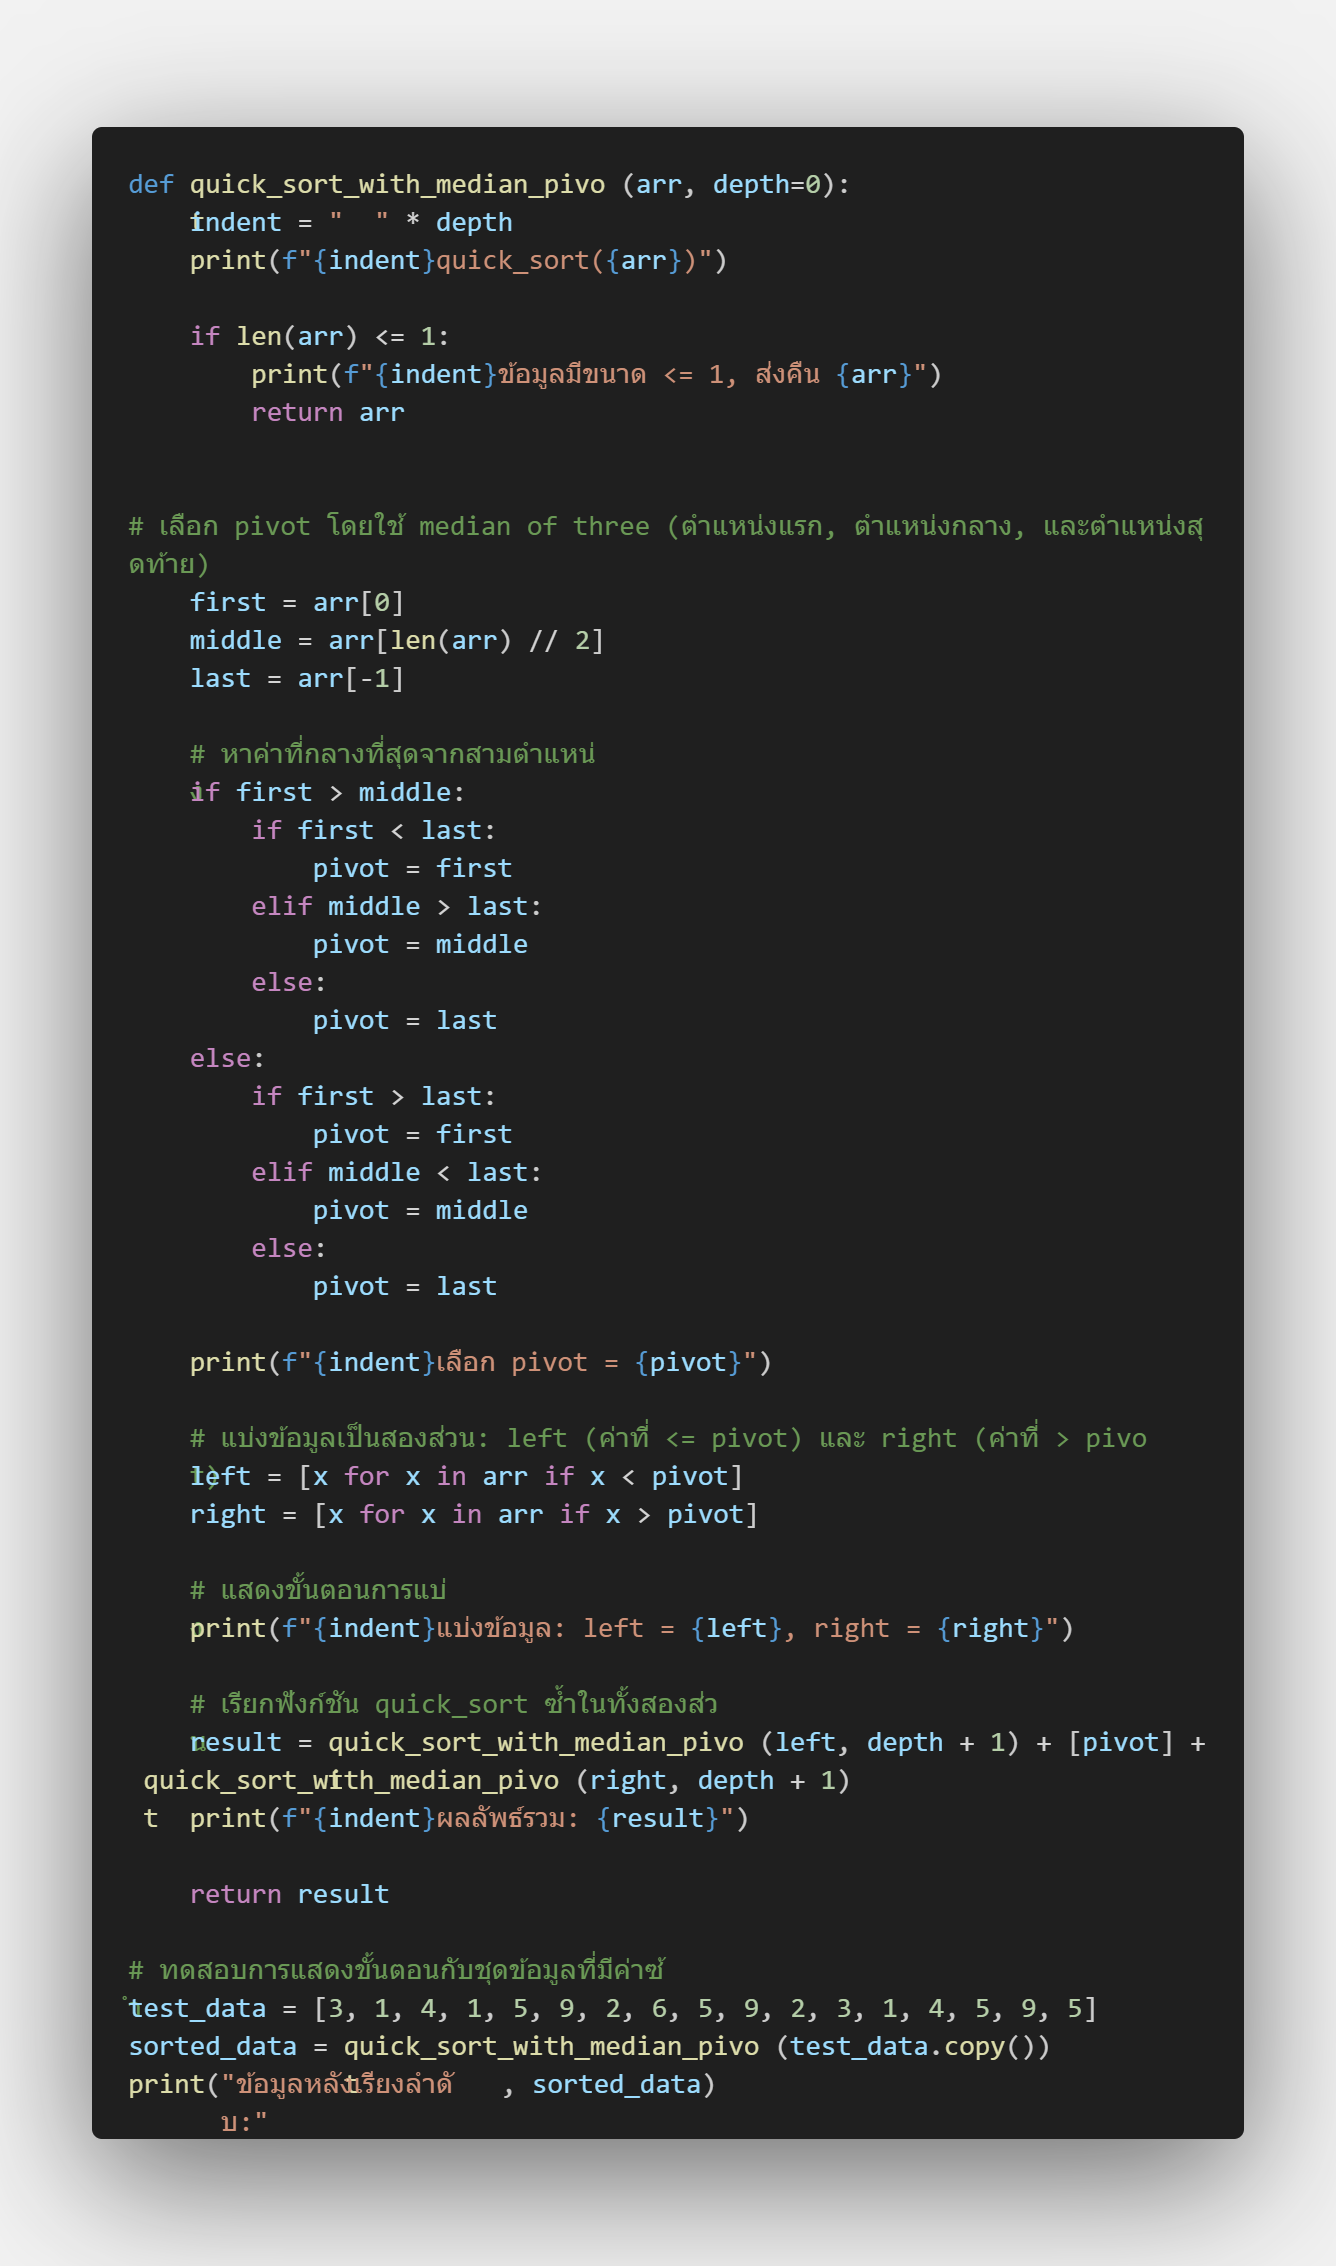 def quick_sort_with_median_pivot(arr, depth=0):
    indent = "  " * depth
    print(f"{indent}quick_sort({arr})")
    if len(arr) <= 1:
        print(f"{indent}ข้อมูลมีขนาด <= 1, ส่งคืน {arr}")
        return arr
# เลือก pivot โดยใช้ median of three (ตำแหน่งแรก, ตำแหน่งกลาง, และตำแหน่งสุ
ดท้าย)
    first = arr[0]
    middle = arr[len(arr) // 2]
    last = arr[-1]
    # หาค่าที่กลางที่สุดจากสามตำแหน่ง
    if first > middle:
        if first < last:
            pivot = first
        elif middle > last:
            pivot = middle
        else:
            pivot = last
    else:
        if first > last:
            pivot = first
        elif middle < last:
            pivot = middle
        else:
            pivot = last
    print(f"{indent}เลือก pivot = {pivot}")
    # แบ่งข้อมูลเป็นสองส่วน: left (ค่าที่ <= pivot) และ right (ค่าที่ > pivot)
    left = [x for x in arr if x < pivot]
    right = [x for x in arr if x > pivot]
    # แสดงขั้นตอนการแบ่ง
    print(f"{indent}แบ่งข้อมูล: left = {left}, right = {right}")
    # เรียกฟังก์ชัน quick_sort ซ้ำในทั้งสองส่วน
    result = quick_sort_with_median_pivot(left, depth + 1) + [pivot] +
 quick_sort_with_median_pivot(right, depth + 1)
    print(f"{indent}ผลลัพธ์รวม: {result}")
    return result
# ทดสอบการแสดงขั้นตอนกับชุดข้อมูลที่มีค่าซ้ำ
test_data = [3, 1, 4, 1, 5, 9, 2, 6, 5, 9, 2, 3, 1, 4, 5, 9, 5]
sorted_data = quick_sort_with_median_pivot(test_data.copy())
print("ข้อมูลหลังเรียงลำดับ:", sorted_data)